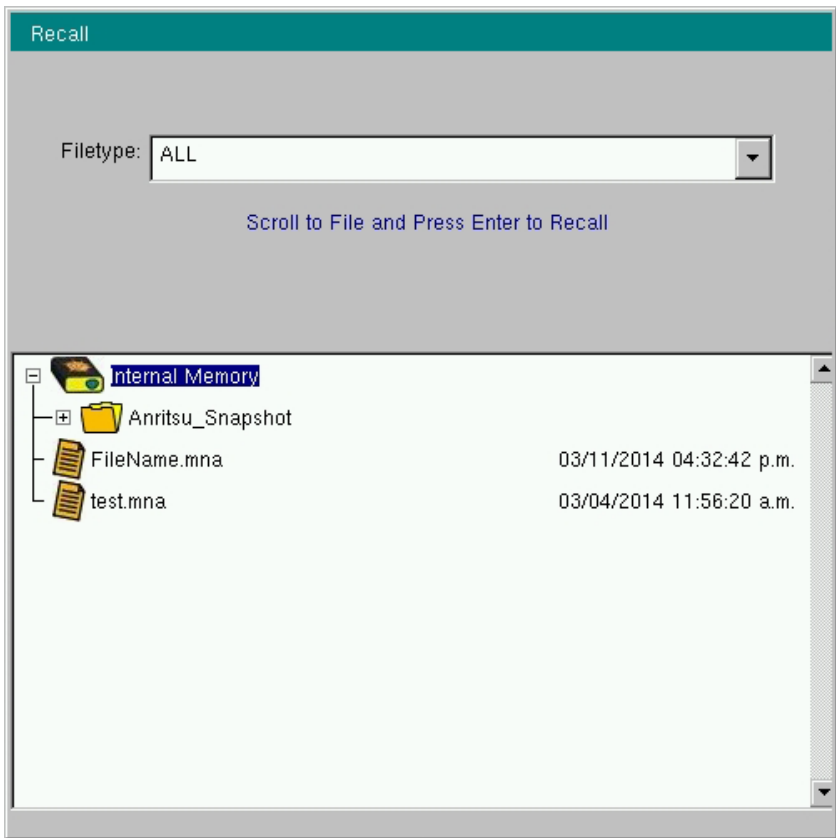 Recall
Filetype: ALL
Scroll to File and Press Enter to Recall
Internal Memory
Anritsu_Snapshot
FileName.mna 03/11/2014 04:32:42 p.m.
test.mna 03/04/2014 11:56:20 a.m.